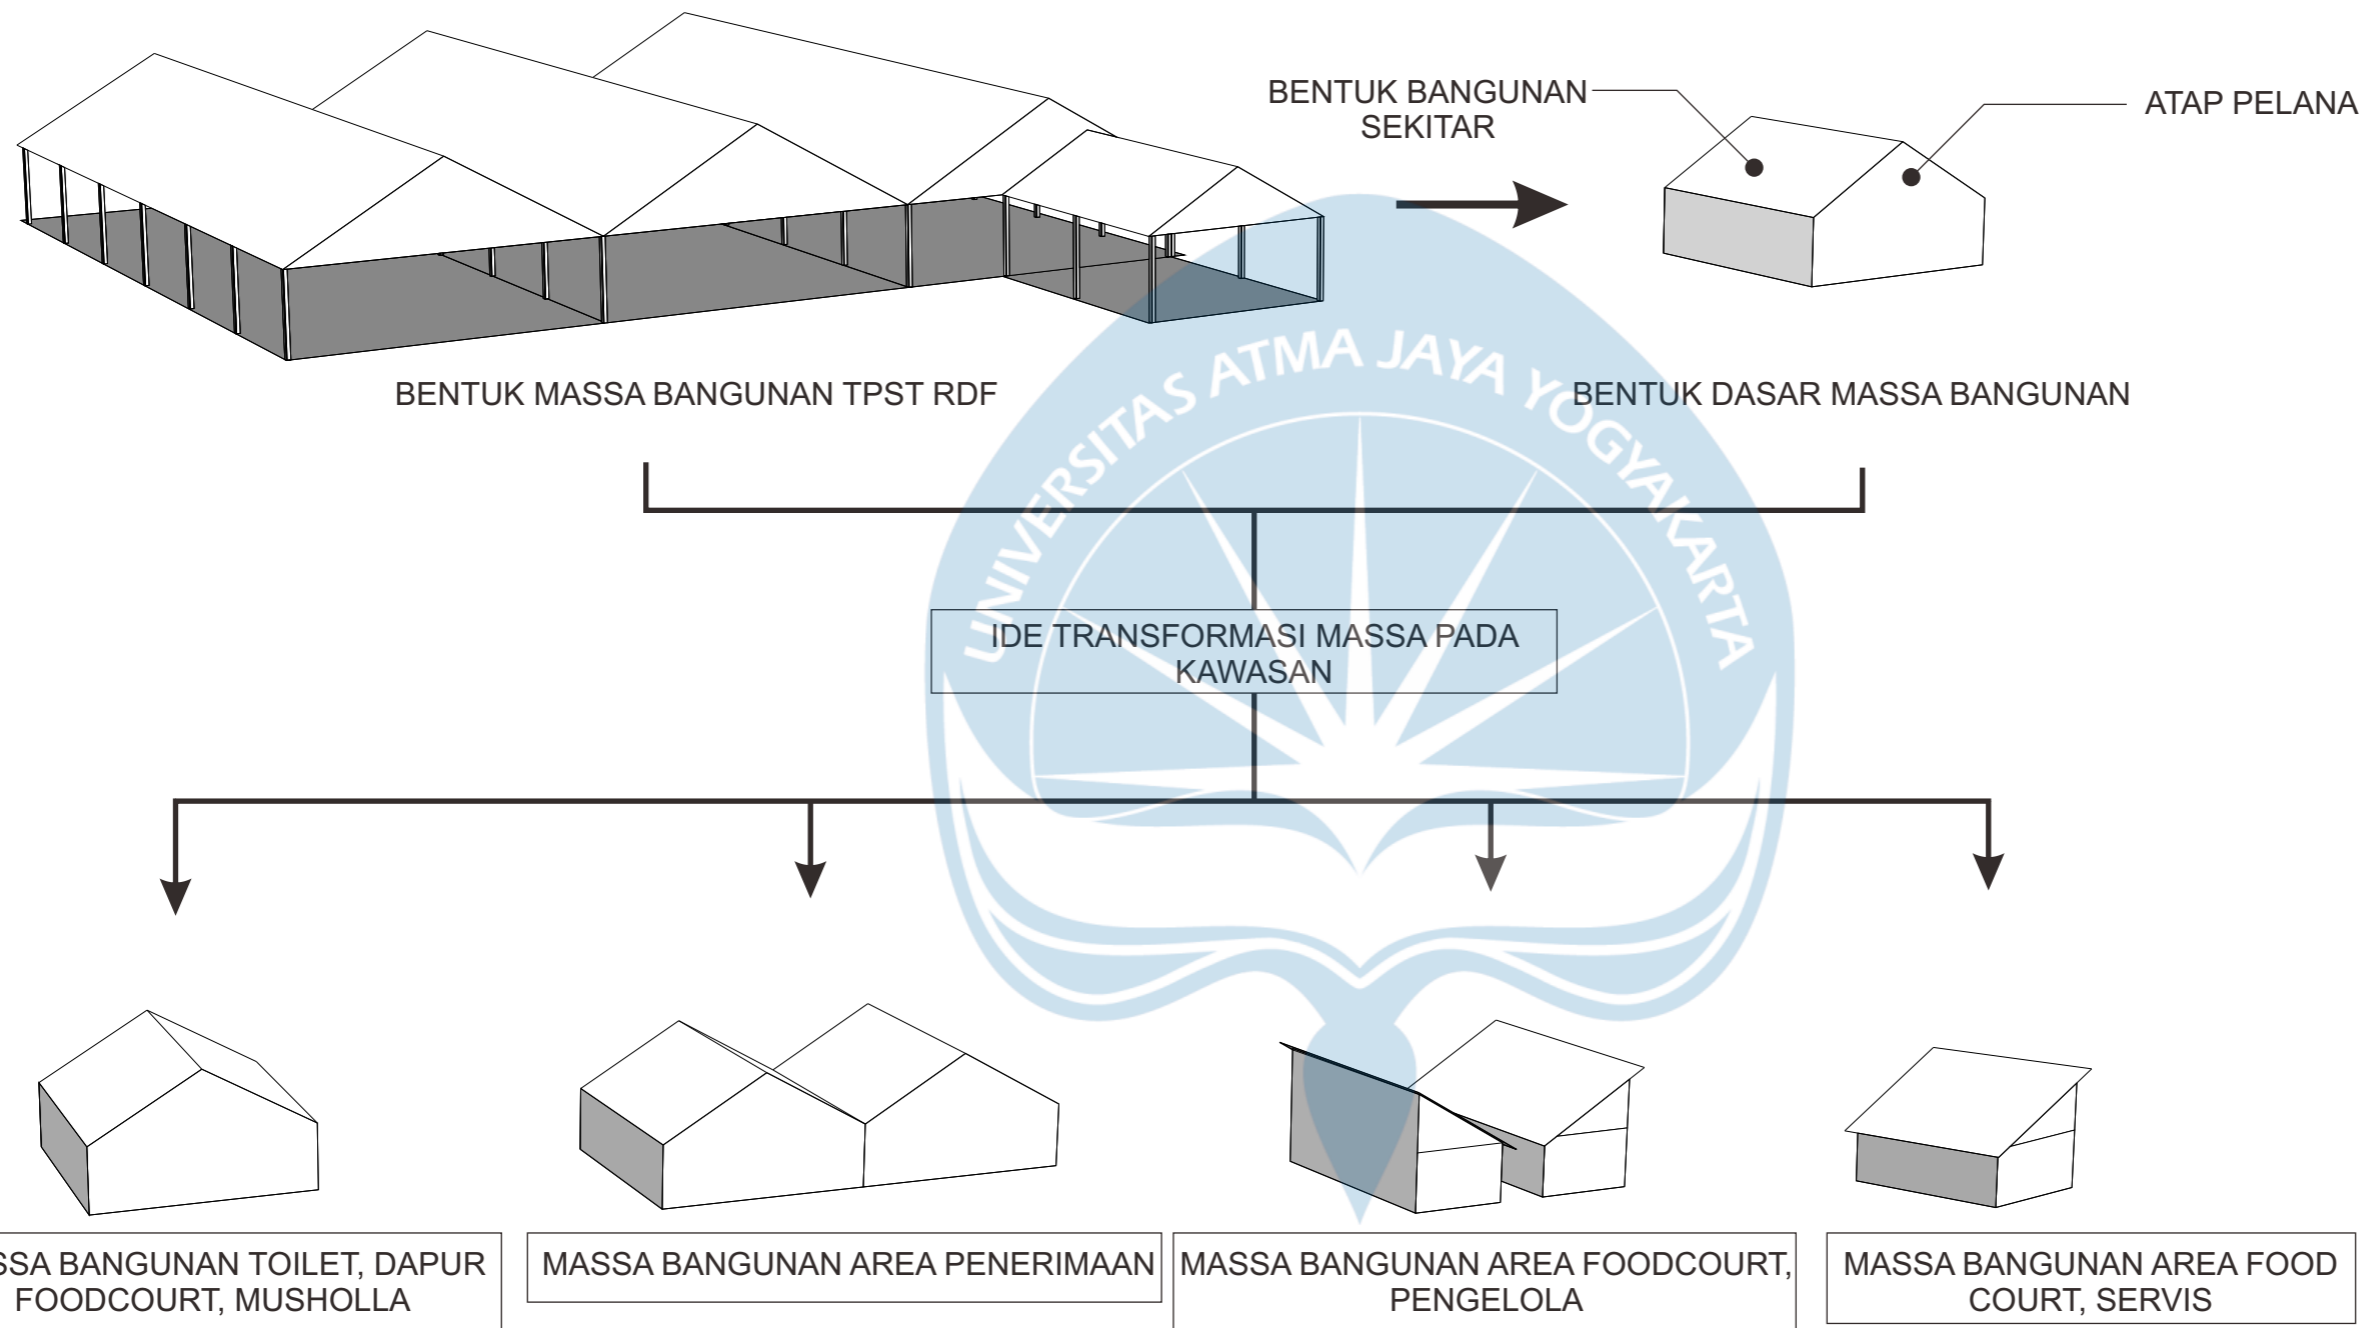 BENTUK BANGUNAN
SEKITAR
ATAP PELANA
BENTUK MASSA BANGUNAN TPST RDF
BENTUK DASAR MASSA BANGUNAN
UNIVERSITAS ATMA JAYA YOGYAKARTA
IDE TRANSFORMASI MASSA PADA
KAWASAN
BANGUNAN TOILET, DAPUR
FOODCOURT, MUSHOLLA
MASSA BANGUNAN AREA PENERIMAAN
MASSA BANGUNAN AREA FOODCOURT,
PENGELOLA
MASSA BANGUNAN AREA FOOD
COURT, SERVIS